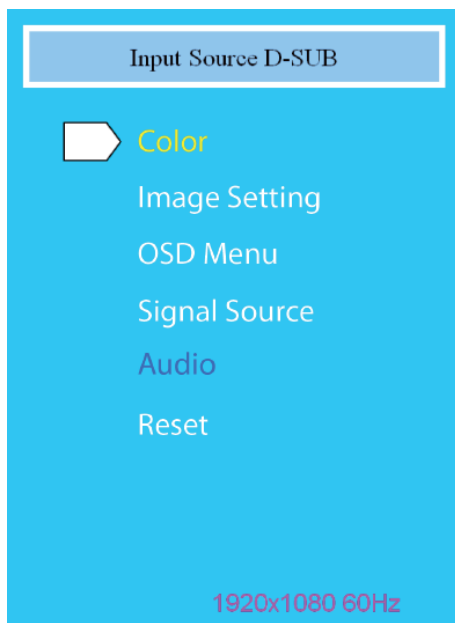 Input Source D-SUB
Color
Image Setting
OSD Menu
Signal Source
Audio
Reset
1920x1080 60Hz